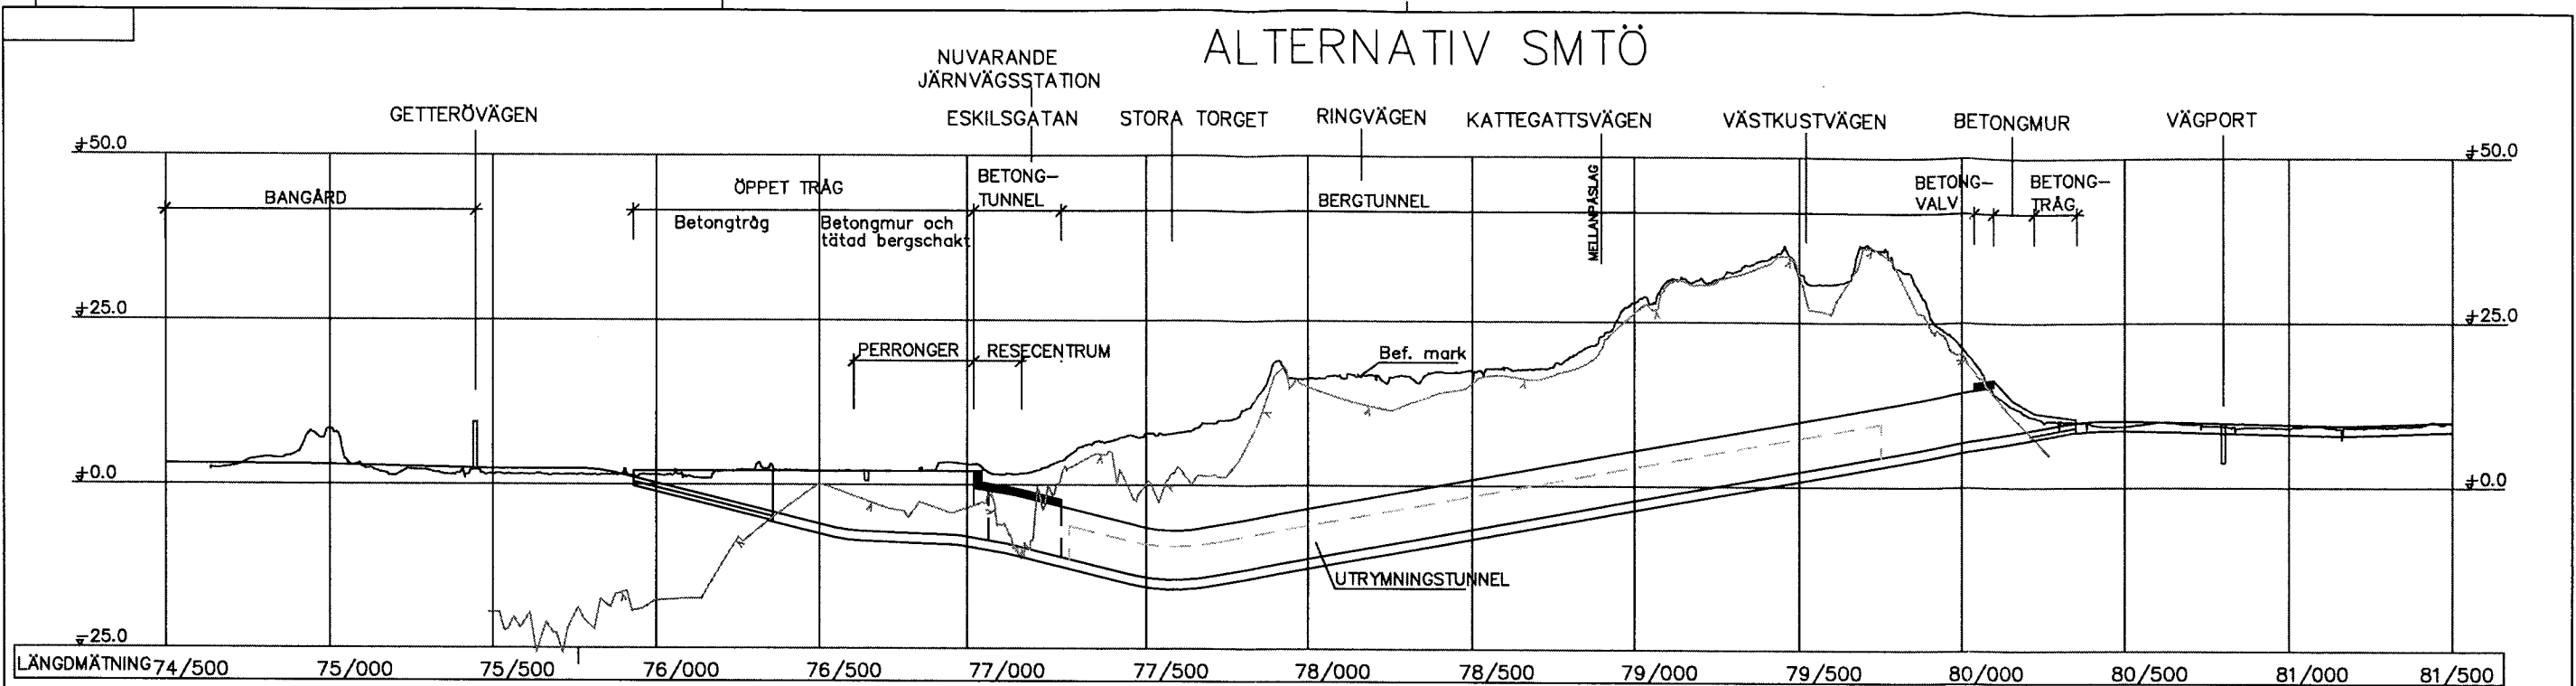 ALTERNATIV SMTÖ
NUVARANDE
JÄRNVÄGSSTATION
GETTERÖVÄGEN
ESKILSGATAN
STORA TORGET
RINGVÄGEN
KATTEGATTSVÄGEN
VÄSTKUSTVÄGEN
BETONGMUR
VÄGPORT
+50.0
+50.0
BANGÅRD
ÖPPET TRÅG
BETONG-
TUNNEL
BERGTUNNEL
MELLANPÅSLAG
BETONG-
VALV
BETONG-
TRÅG
Betongtråg
Betongmur och
tätad bergschakt
+25.0
+25.0
PERRONGER
RESECENTRUM
Bef. mark
+0.0
+0.0
UTRYMNINGSTUNNEL
-25.0
LÄNGDMÄTNING 74/500 75/000 75/500 76/000 76/500 77/000 77/500 78/000 78/500 79/000 79/500 80/000 80/500 81/000 81/500